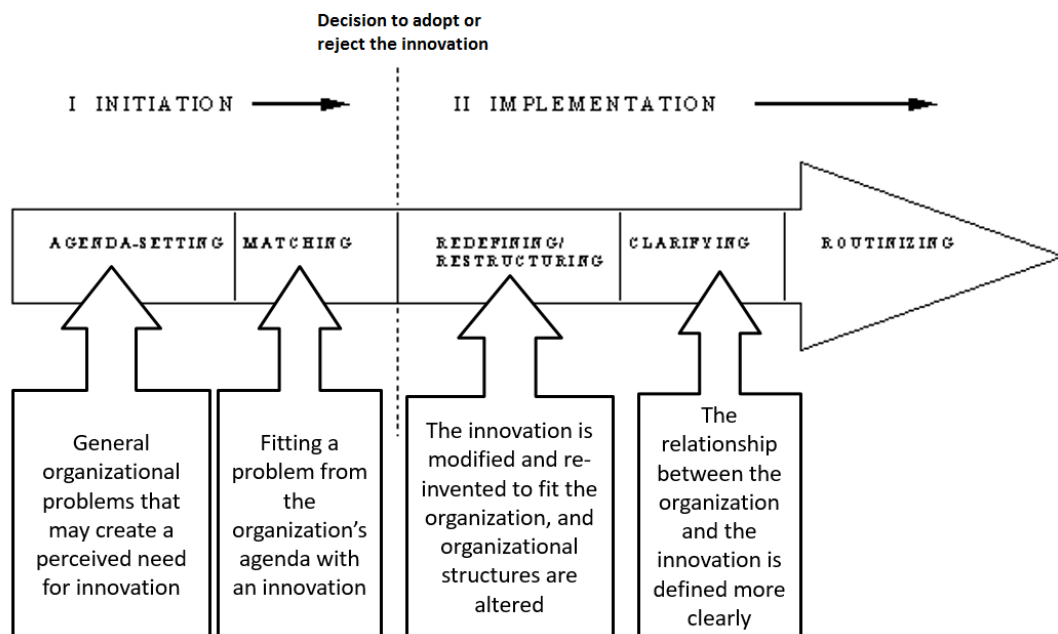 Decision to adopt or
reject the innovation
I INITIATION
II IMPLEMENTATION
AGENDA-SETTING
MATCHING
REDEFINING/
RESTRUCTURING
CLARIFYING
ROUTINIZING
General
organizational
problems that
may create a
perceived need
for innovation
Fitting a
problem from
the
organization’s
agenda with
an innovation
The innovation is
modified and re-
invented to fit the
organization, and
organizational
structures are
altered
The
relationship
between the
organization
and the
innovation is
defined more
clearly